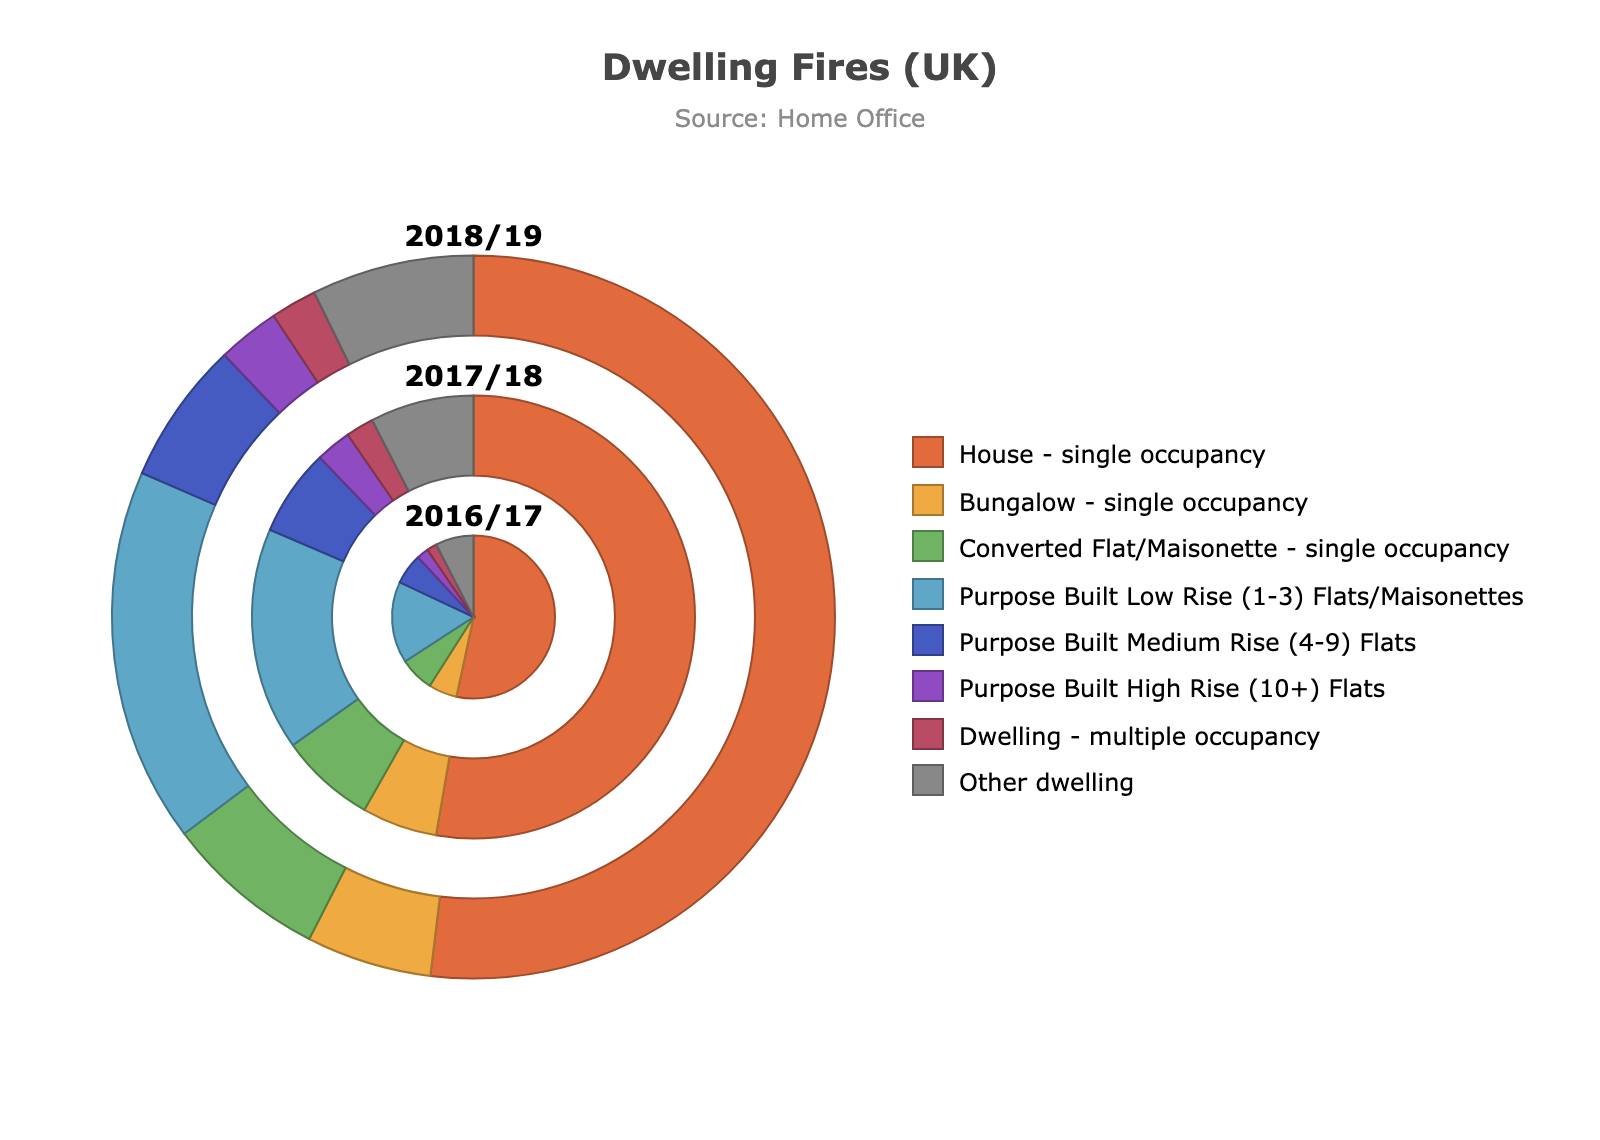 Dwelling Fires (UK)
Source: Home Office
2018/19
2017/18
2016/17
House - single occupancy
Bungalow - single occupancy
Converted Flat/Maisonette - single occupancy
Purpose Built Low Rise (1-3) Flats/Maisonettes
Purpose Built Medium Rise (4-9) Flats
Purpose Built High Rise (10+) Flats
Dwelling - multiple occupancy
Other dwelling